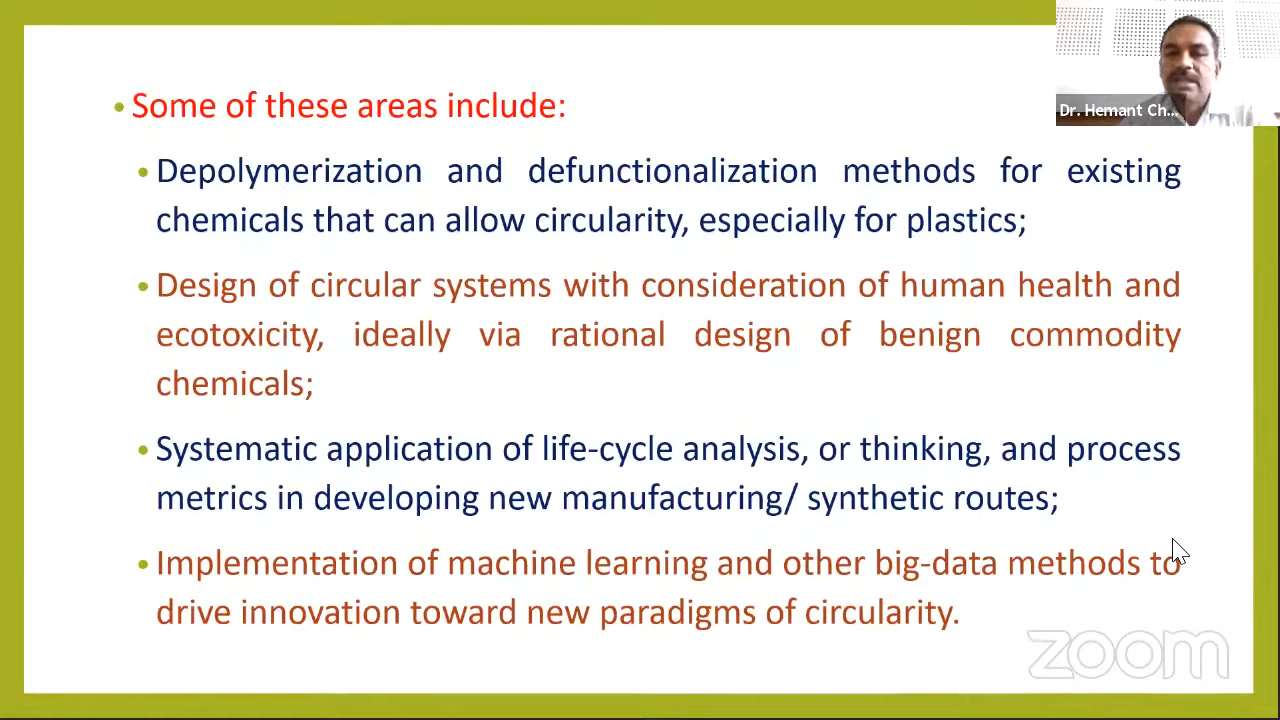 Dr. Hemant Ch...
• Some of these areas include:
• Depolymerization and defunctionalization methods for existing
chemicals that can allow circularity, especially for plastics;
• Design of circular systems with consideration of human health and
ecotoxicity, ideally via rational design of benign commodity
chemicals;
• Systematic application of life-cycle analysis, or thinking, and process
metrics in developing new manufacturing/ synthetic routes;
• Implementation of machine learning and other big-data methods to
drive innovation toward new paradigms of circularity.
zoom